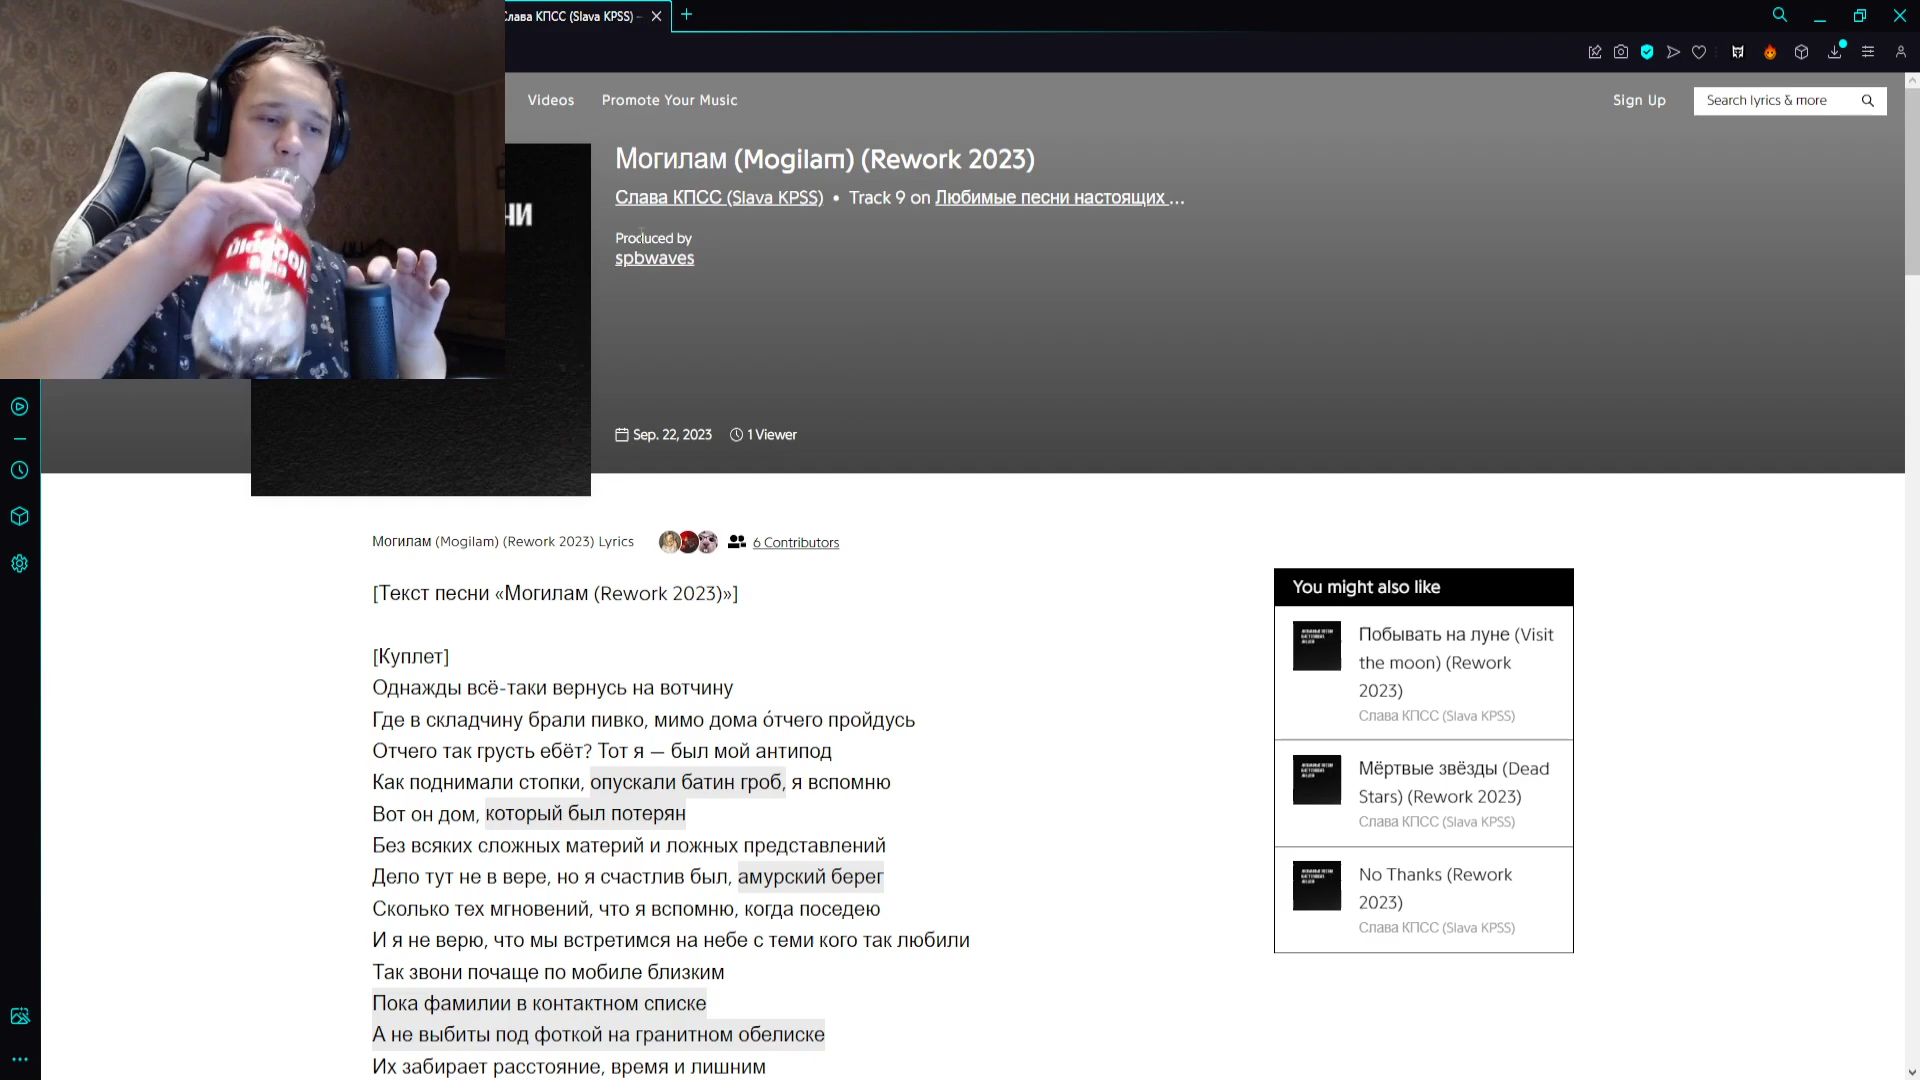 Слава КПСС (Slava KPSS) -
Videos
Promote Your Music
Sign Up
Search lyrics & more
НИ
Могилам (Mogilam) (Rework 2023)
Слава КПСС (Slava KPSS) • Track 9 on Любимые песни настоящих ...
Produced by
spbwaves
Sep. 22, 2023
1 Viewer
Могилам (Mogilam) (Rework 2023) Lyrics
6 Contributors
[Текст песни «Могилам (Rework 2023)»]
[Куплет]
Однажды всё-таки вернусь на вотчину
Где в складчину брали пивко, мимо дома о́тчего пройдусь
Отчего так грусть ебёт? Тот я — был мой антипод
Как поднимали стопки, опускали батин гроб, я вспомню
Вот он дом, который был потерян
Без всяких сложных материй и ложных представлений
Дело тут не в вере, но я счастлив был, амурский берег
Сколько тех мгновений, что я вспомню, когда поседею
И я не верю, что мы встретимся на небе с теми кого так любили
Так звони почаще по мобиле близким
Пока фамилии в контактном списке
А не выбиты под фоткой на гранитном обелиске
Их забирает расстояние, время и лишним
You might also like
Побывать на луне (Visit
the moon) (Rework
2023)
Слава КПСС (Slava KPSS)
Мёртвые звёзды (Dead
Stars) (Rework 2023)
Слава КПСС (Slava KPSS)
No Thanks (Rework
2023)
Слава КПСС (Slava KPSS)